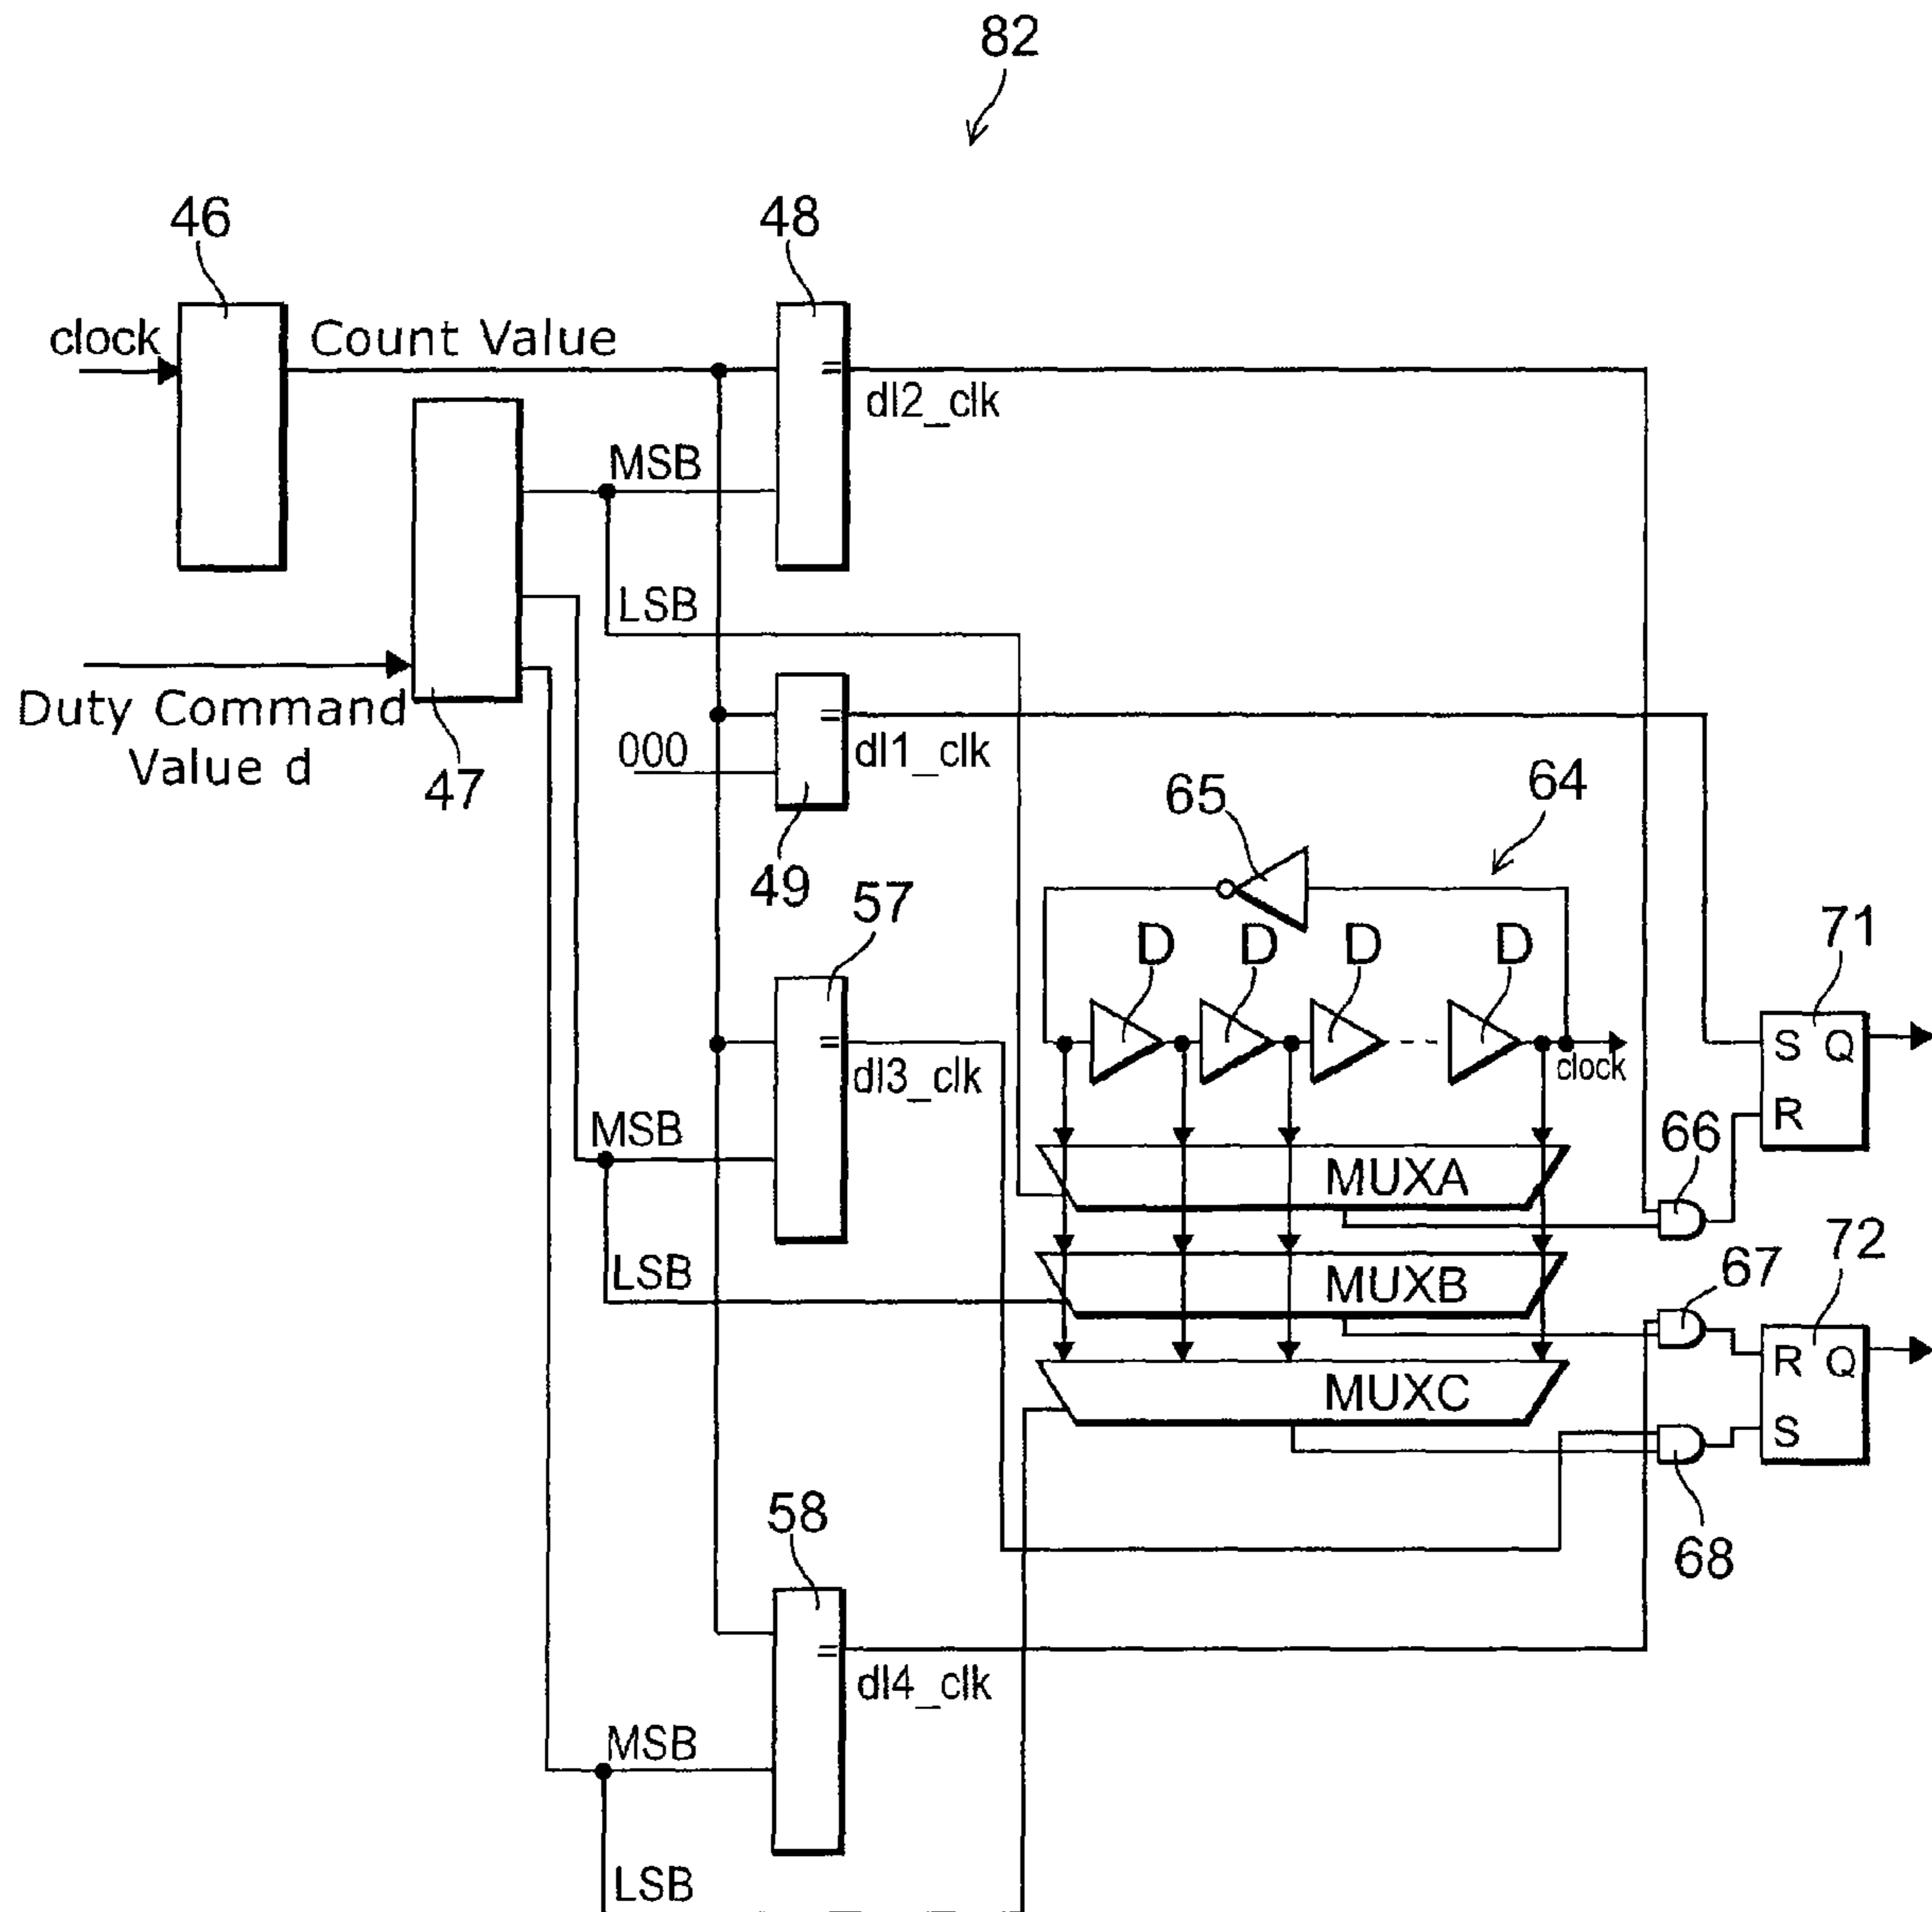 82
46
48
clock
Count Value
=
dl2_clk
MSB
LSB
Duty Command
Value d
47
000
=
dl1_clk
49
65
64
57
D
D
D
D
71
=
dl3_clk
clock
S
Q
R
MSB
MUXA
66
LSB
MUXB
67
72
R
Q
MUXC
S
68
58
=
dl4_clk
MSB
LSB